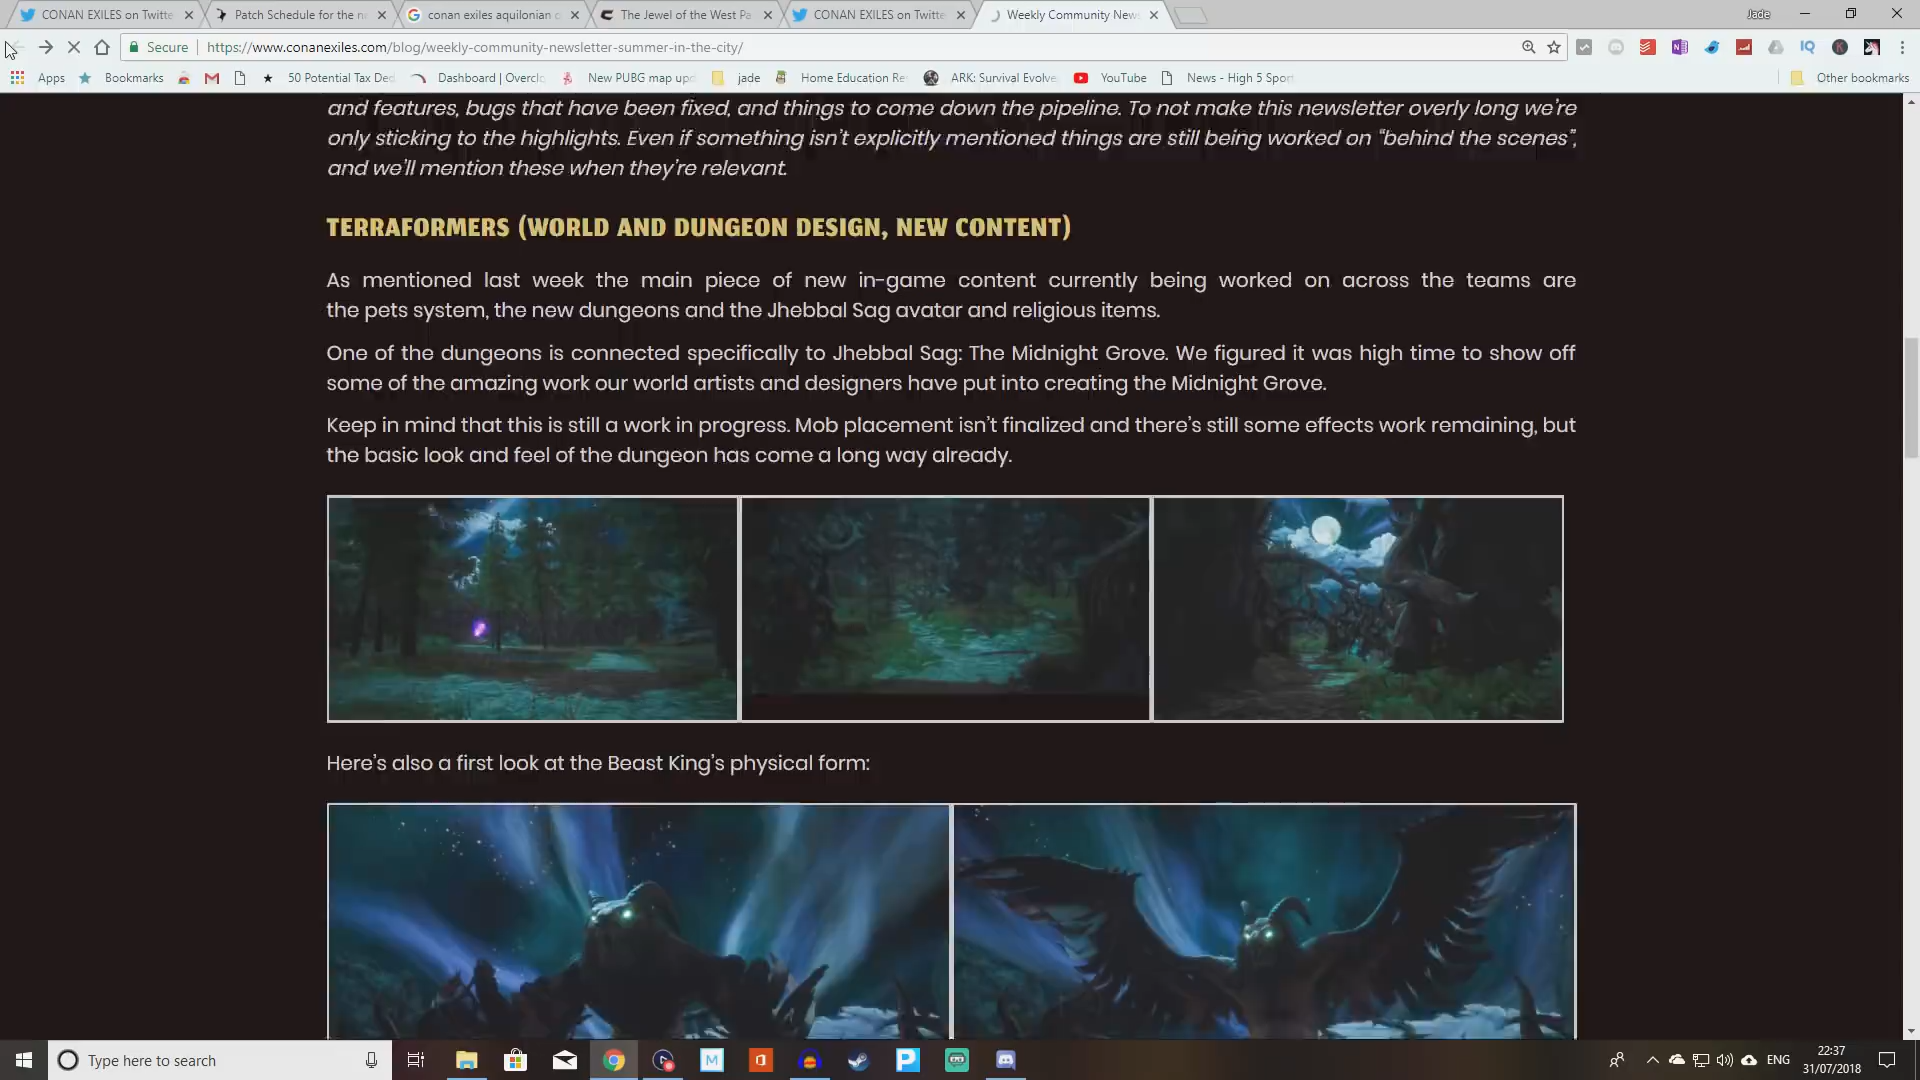 CONAN EXILES on Twitte
Patch Schedule for the n
conan exiles aquilonian c
The Jewel of the West Pa
CONAN EXILES on Twitte
Weekly Community New
Jade
Secure
https://www.conanexiles.com/blog/weekly-community-newsletter-summer-in-the-city/
Apps
Bookmarks
50 Potential Tax Ded
Dashboard | Overclo
New PUBG map upd
jade
Home Education Re
ARK: Survival Evolve
YouTube
News - High 5 Spor
Other bookmarks
and features, bugs that have been fixed, and things to come down the pipeline. To not make this newsletter overly long we're
only sticking to the highlights. Even if something isn't explicitly mentioned things are still being worked on “behind the scenes”,
and we'll mention these when they're relevant.
TERRAFORMERS (WORLD AND DUNGEON DESIGN, NEW CONTENT)
As mentioned last week the main piece of new in-game content currently being worked on across the teams are
the pets system, the new dungeons and the Jhebbal Sag avatar and religious items.
One of the dungeons is connected specifically to Jhebbal Sag: The Midnight Grove. We figured it was high time to show off
some of the amazing work our world artists and designers have put into creating the Midnight Grove.
Keep in mind that this is still a work in progress. Mob placement isn't finalized and there's still some effects work remaining, but
the basic look and feel of the dungeon has come a long way already.
Here's also a first look at the Beast King's physical form:
Type here to search
ENG
22:37
31/07/2018